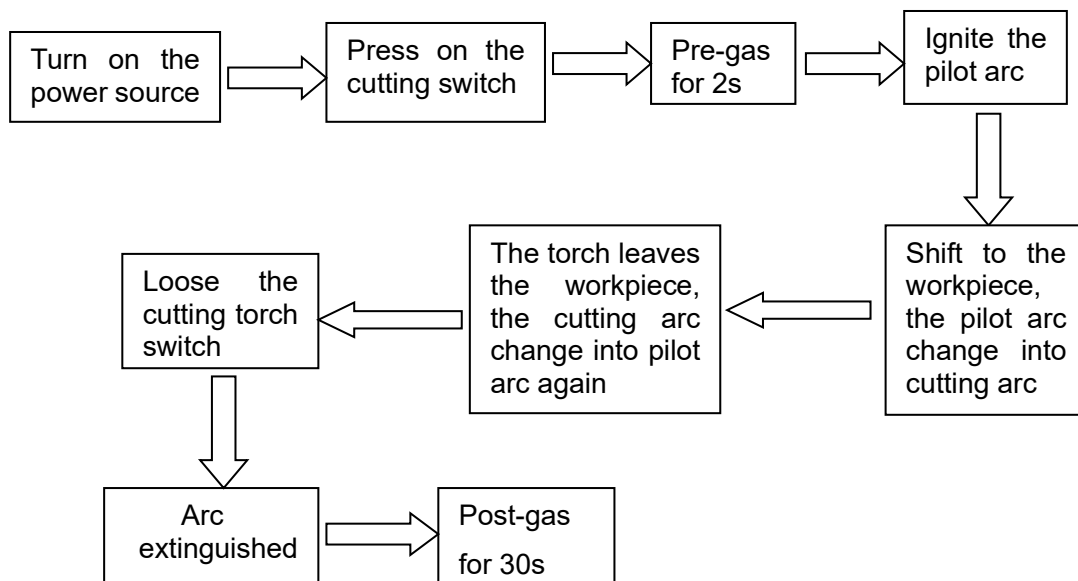 Turn on the
power source
Press on the
cutting switch
Pre-gas
for 2s
Ignite the
pilot arc
Shift to the
workpiece,
the pilot arc
change into
cutting arc
The torch leaves
the workpiece,
the cutting arc
change into pilot
arc again
Loose the
cutting torch
switch
Arc
extinguished
Post-gas
for 30s